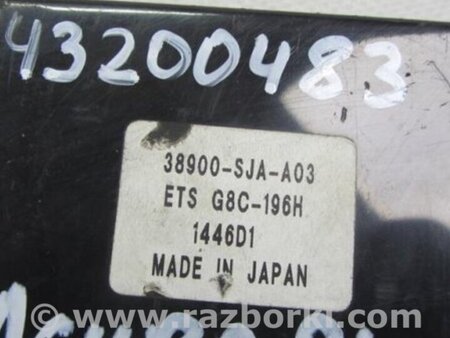 43200483
38900-SJA-A03
ETS G8C-196H
1446D1
MADE IN JAPAN
© www.razborki.com